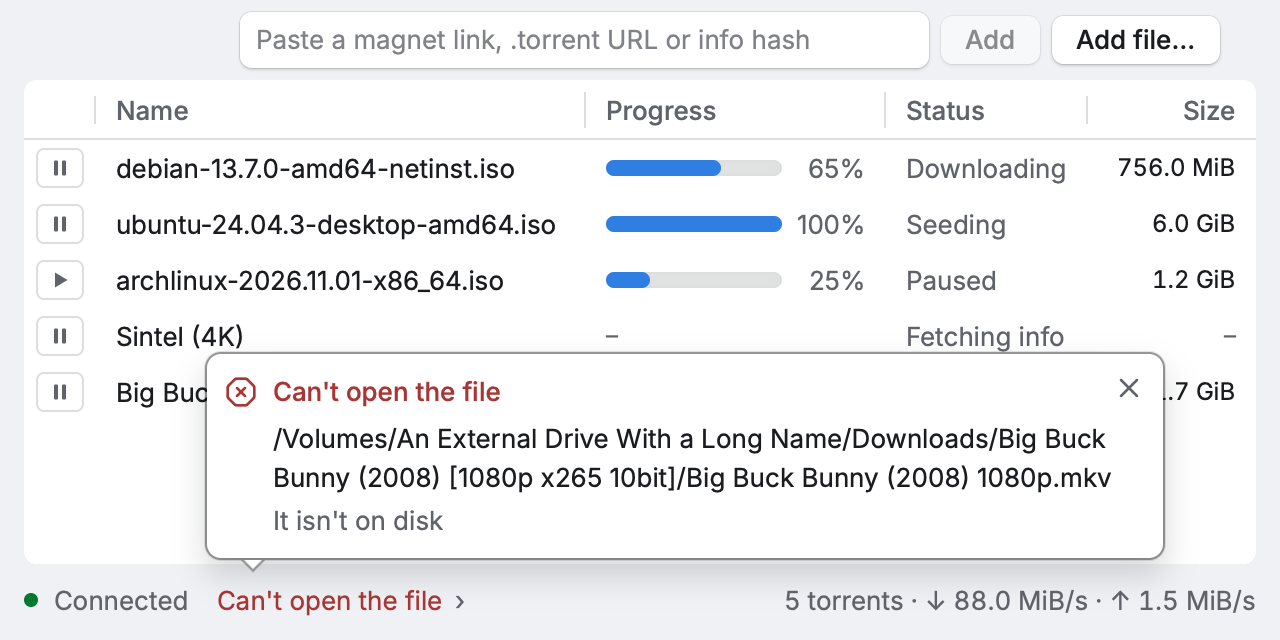 Paste a magnet link, .torrent URL or info hash
Add
Add file...
Name Progress Status Size
debian-13.7.0-amd64-netinst.iso 65% Downloading 756.0 MiB
ubuntu-24.04.3-desktop-amd64.iso 100% Seeding 6.0 GiB
archlinux-2026.11.01-x86_64.iso 25% Paused 1.2 GiB
Sintel (4K) – Fetching info –
Big .7 GiB
Can't open the file
/Volumes/An External Drive With a Long Name/Downloads/Big Buck
Bunny (2008) [1080p x265 10bit]/Big Buck Bunny (2008) 1080p.mkv
It isn't on disk
Connected Can't open the file › 5 torrents · ↓ 88.0 MiB/s · ↑ 1.5 MiB/s